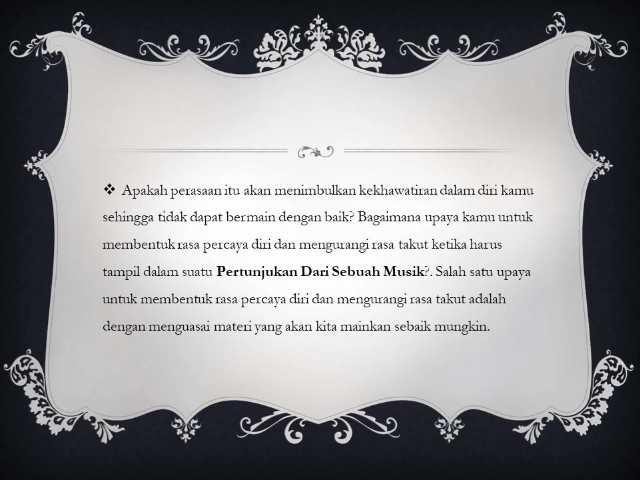 ❖ Apakah perasaan itu akan menimbulkan kekhawatiran dalam diri kamu
sehingga tidak dapat bermain dengan baik? Bagaimana upaya kamu untuk
membentuk rasa percaya diri dan mengurangi rasa takut ketika harus
tampil dalam suatu Pertunjukan Dari Sebuah Musik?. Salah satu upaya
untuk membentuk rasa percaya diri dan mengurangi rasa takut adalah
dengan menguasai materi yang akan kita mainkan sebaik mungkin.